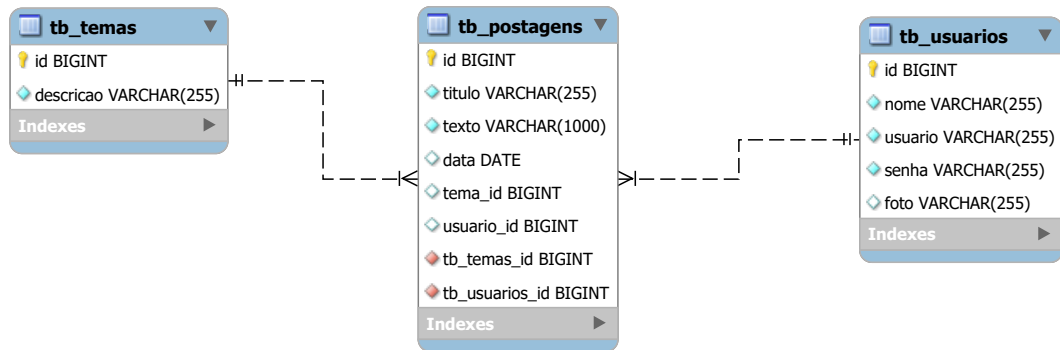 tb_temas
id BIGINT
descricao VARCHAR(255)
Indexes
tb_postagens
id BIGINT
titulo VARCHAR(255)
texto VARCHAR(1000)
data DATE
tema_id BIGINT
usuario_id BIGINT
tb_temas_id BIGINT
tb_usuarios_id BIGINT
Indexes
tb_usuarios
id BIGINT
nome VARCHAR(255)
usuario VARCHAR(255)
senha VARCHAR(255)
foto VARCHAR(255)
Indexes